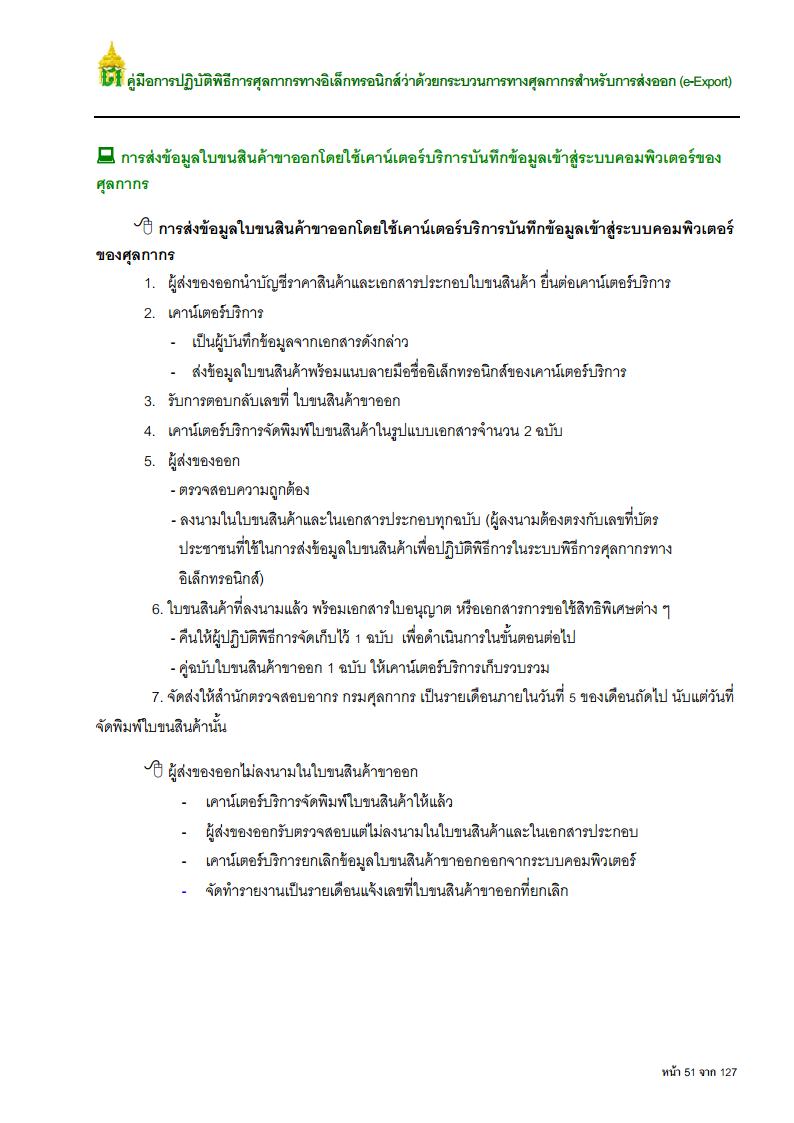 คู่มือการปฏิบัติพิธีการศุลกากรทางอิเล็กทรอนิกส์ว่าด้วยกระบวนการทางศุลกากรสำหรับการส่งออก (e-Export)
การส่งข้อมูลใบขนสินค้าขาออกโดยใช้เคาน์เตอร์บริการบันทึกข้อมูลเข้าสู่ระบบคอมพิวเตอร์ของ
ศุลกากร
การส่งข้อมูลใบขนสินค้าขาออกโดยใช้เคาน์เตอร์บริการบันทึกข้อมูลเข้าสู่ระบบคอมพิวเตอร์
ของศุลกากร
1. ผู้ส่งของออกนำบัญชีราคาสินค้าและเอกสารประกอบใบขนสินค้า ยื่นต่อเคาน์เตอร์บริการ
2. เคาน์เตอร์บริการ
- เป็นผู้บันทึกข้อมูลจากเอกสารดังกล่าว
- ส่งข้อมูลใบขนสินค้าพร้อมแนบลายมือชื่ออิเล็กทรอนิกส์ของเคาน์เตอร์บริการ
3. รับการตอบกลับเลขที่ ใบขนสินค้าขาออก
4. เคาน์เตอร์บริการจัดพิมพ์ใบขนสินค้าในรูปแบบเอกสารจำนวน 2 ฉบับ
5. ผู้ส่งของออก
- ตรวจสอบความถูกต้อง
- ลงนามในใบขนสินค้าและในเอกสารประกอบทุกฉบับ (ผู้ลงนามต้องตรงกับเลขที่บัตร
ประชาชนที่ใช้ในการส่งข้อมูลใบขนสินค้าเพื่อปฏิบัติพิธีการในระบบพิธีการศุลกากรทาง
อิเล็กทรอนิกส์)
6. ใบขนสินค้าที่ลงนามแล้ว พร้อมเอกสารใบอนุญาต หรือเอกสารการขอใช้สิทธิพิเศษต่าง ๆ
- คืนให้ผู้ปฏิบัติพิธีการจัดเก็บไว้ 1 ฉบับ เพื่อดำเนินการในขั้นตอนต่อไป
- คู่ฉบับใบขนสินค้าขาออก 1 ฉบับ ให้เคาน์เตอร์บริการเก็บรวบรวม
7. จัดส่งให้สำนักตรวจสอบอากร กรมศุลกากร เป็นรายเดือนภายในวันที่ 5 ของเดือนถัดไป นับแต่วันที่
จัดพิมพ์ใบขนสินค้านั้น
ผู้ส่งของออกไม่ลงนามในใบขนสินค้าขาออก
- เคาน์เตอร์บริการจัดพิมพ์ใบขนสินค้าให้แล้ว
- ผู้ส่งของออกรับตรวจสอบแต่ไม่ลงนามในใบขนสินค้าและในเอกสารประกอบ
- เคาน์เตอร์บริการยกเลิกข้อมูลใบขนสินค้าขาออกออกจากระบบคอมพิวเตอร์
- จัดทำรายงานเป็นรายเดือนแจ้งเลขที่ใบขนสินค้าขาออกที่ยกเลิก
หน้า 51 จาก 127